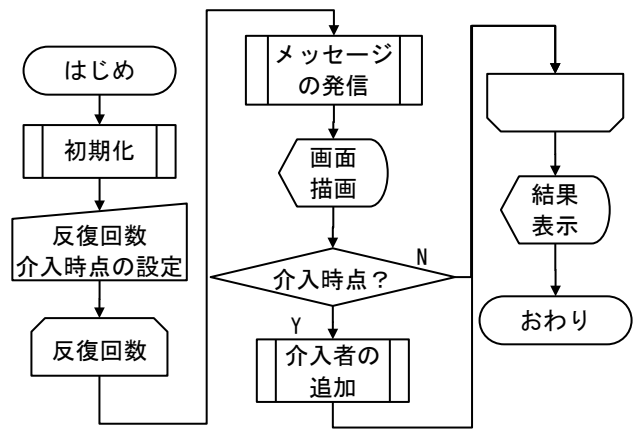 はじめ
初期化
反復回数
介入時点の設定
反復回数
メッセージ
の発信
画面
描画
介入時点？
N
Y
介入者の
追加
結果
表示
おわり